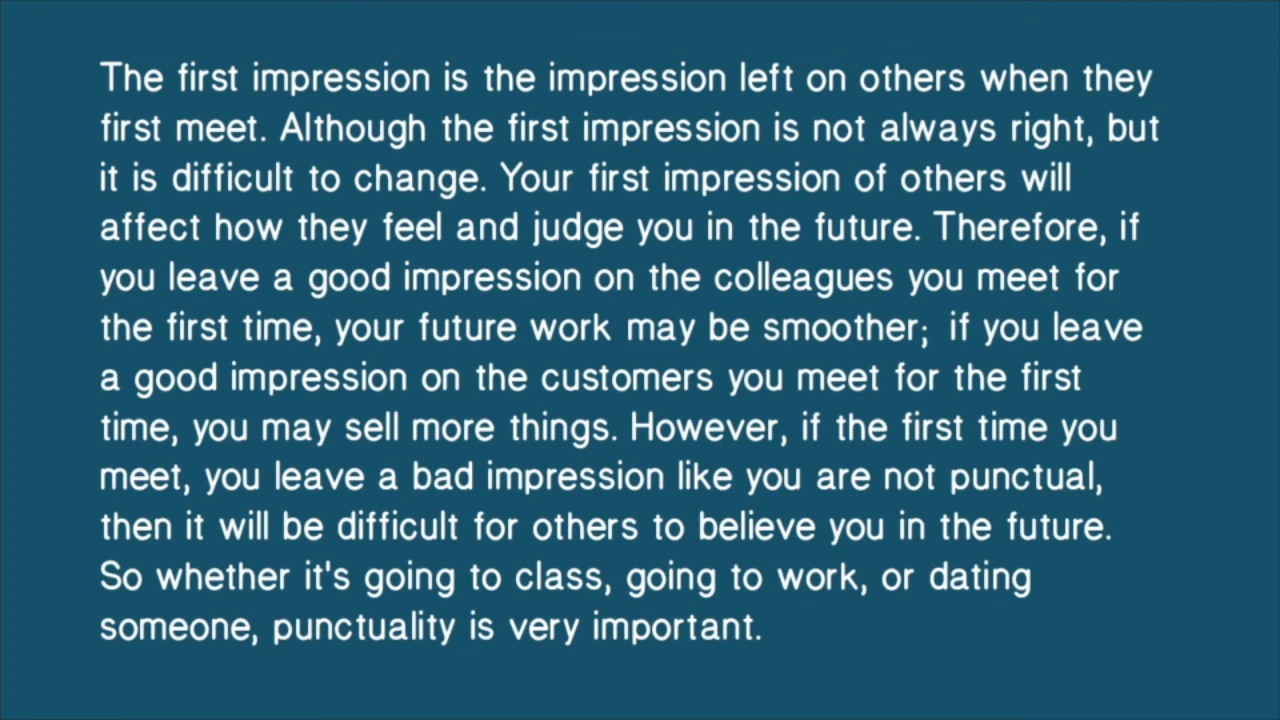 The first impression is the impression left on others when they
first meet. Although the first impression is not always right, but
it is difficult to change. Your first impression of others will
affect how they feel and judge you in the future. Therefore, if
you leave a good impression on the colleagues you meet for
the first time, your future work may be smoother;  if you leave
a good impression on the customers you meet for the first
time, you may sell more things. However, if the first time you
meet, you leave a bad impression like you are not punctual,
then it will be difficult for others to believe you in the future.
So whether it's going to class, going to work, or dating
someone, punctuality is very important.